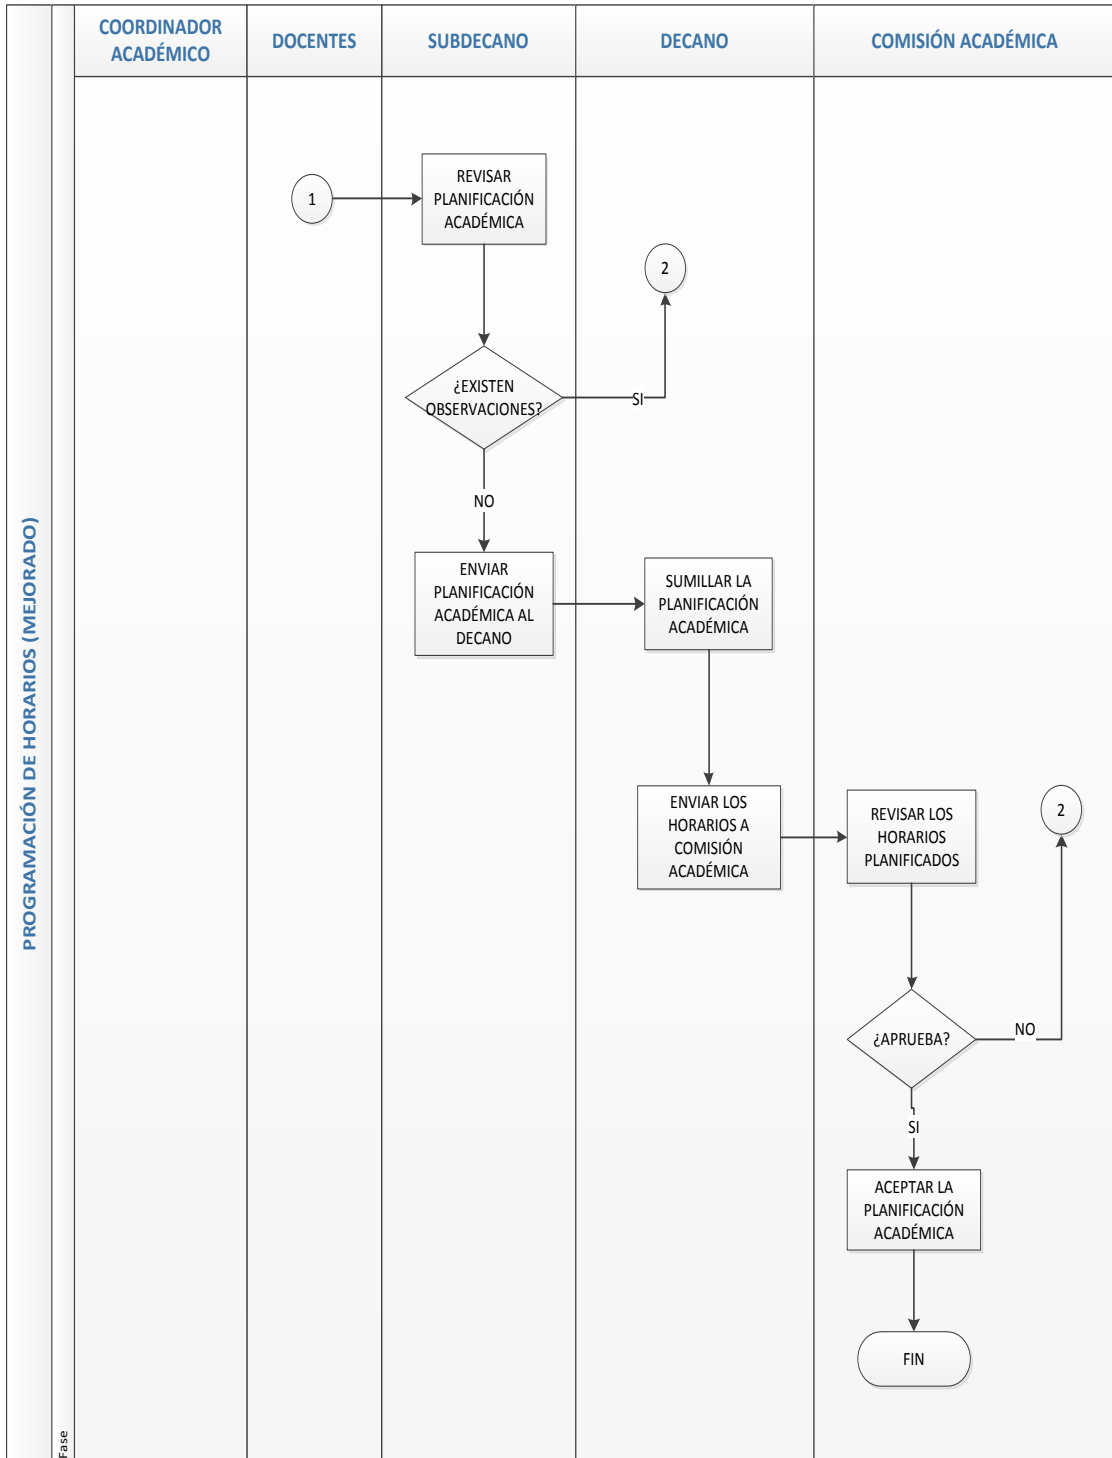 PROGRAMACIÓN DE HORARIOS (MEJORADO)
Fase
COORDINADOR
ACADÉMICO
DOCENTES
SUBDECANO
DECANO
COMISIÓN ACADÉMICA
1
REVISAR
PLANIFICACIÓN
ACADÉMICA
2
¿EXISTEN
OBSERVACIONES?
SI
NO
ENVIAR
PLANIFICACIÓN
ACADÉMICA AL
DECANO
SUMILLAR LA
PLANIFICACIÓN
ACADÉMICA
ENVIAR LOS
HORARIOS A
COMISIÓN
ACADÉMICA
REVISAR LOS
HORARIOS
PLANIFICADOS
2
¿APRUEBA?
NO
SI
ACEPTAR LA
PLANIFICACIÓN
ACADÉMICA
FIN